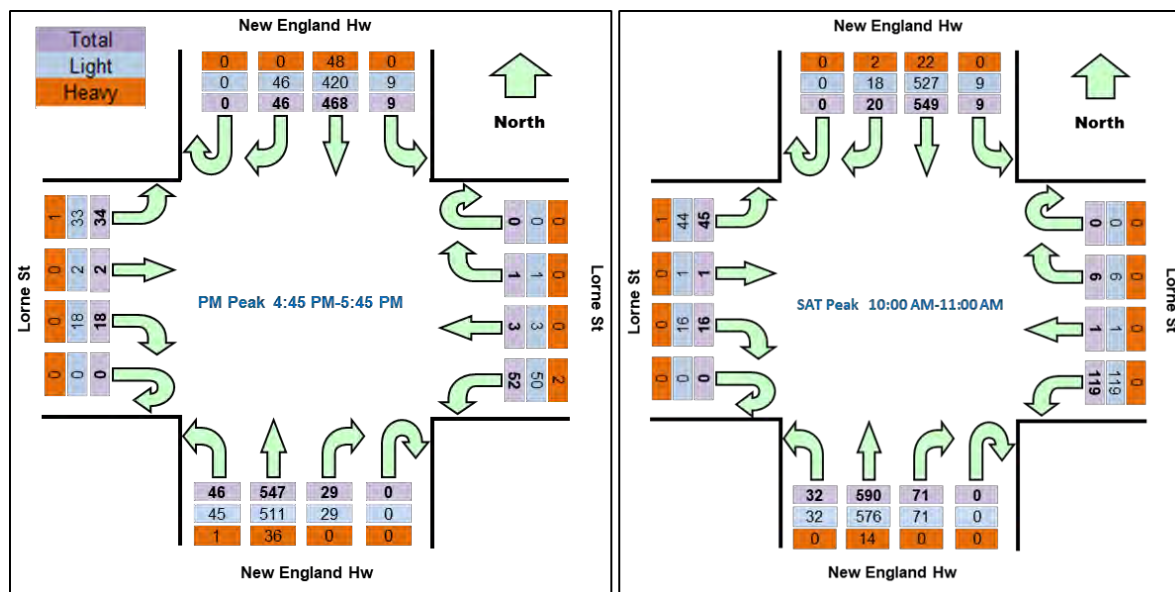 New England Hw
Total
Light
Heavy
0 0 48 0
0 46 420 9
0 46 468 9
North
1 33 34
0 2 2
0 18 18
0 0 0
Lorne St
PM Peak 4:45 PM-5:45 PM
0 0 0
1 1 0
3 3 0
52 50 2
Lorne St
46 547 29 0
45 511 29 0
1 36 0 0
New England Hw
New England Hw
0 2 22 0
0 18 527 9
0 20 549 9
North
1 44 45
0 1 1
0 16 16
0 0 0
Lorne St
SAT Peak 10:00 AM-11:00 AM
0 0 0
0
1 1 0
119 119 0
Lorne St
32 590 71 0
32 576 71 0
0 14 0 0
New England Hw